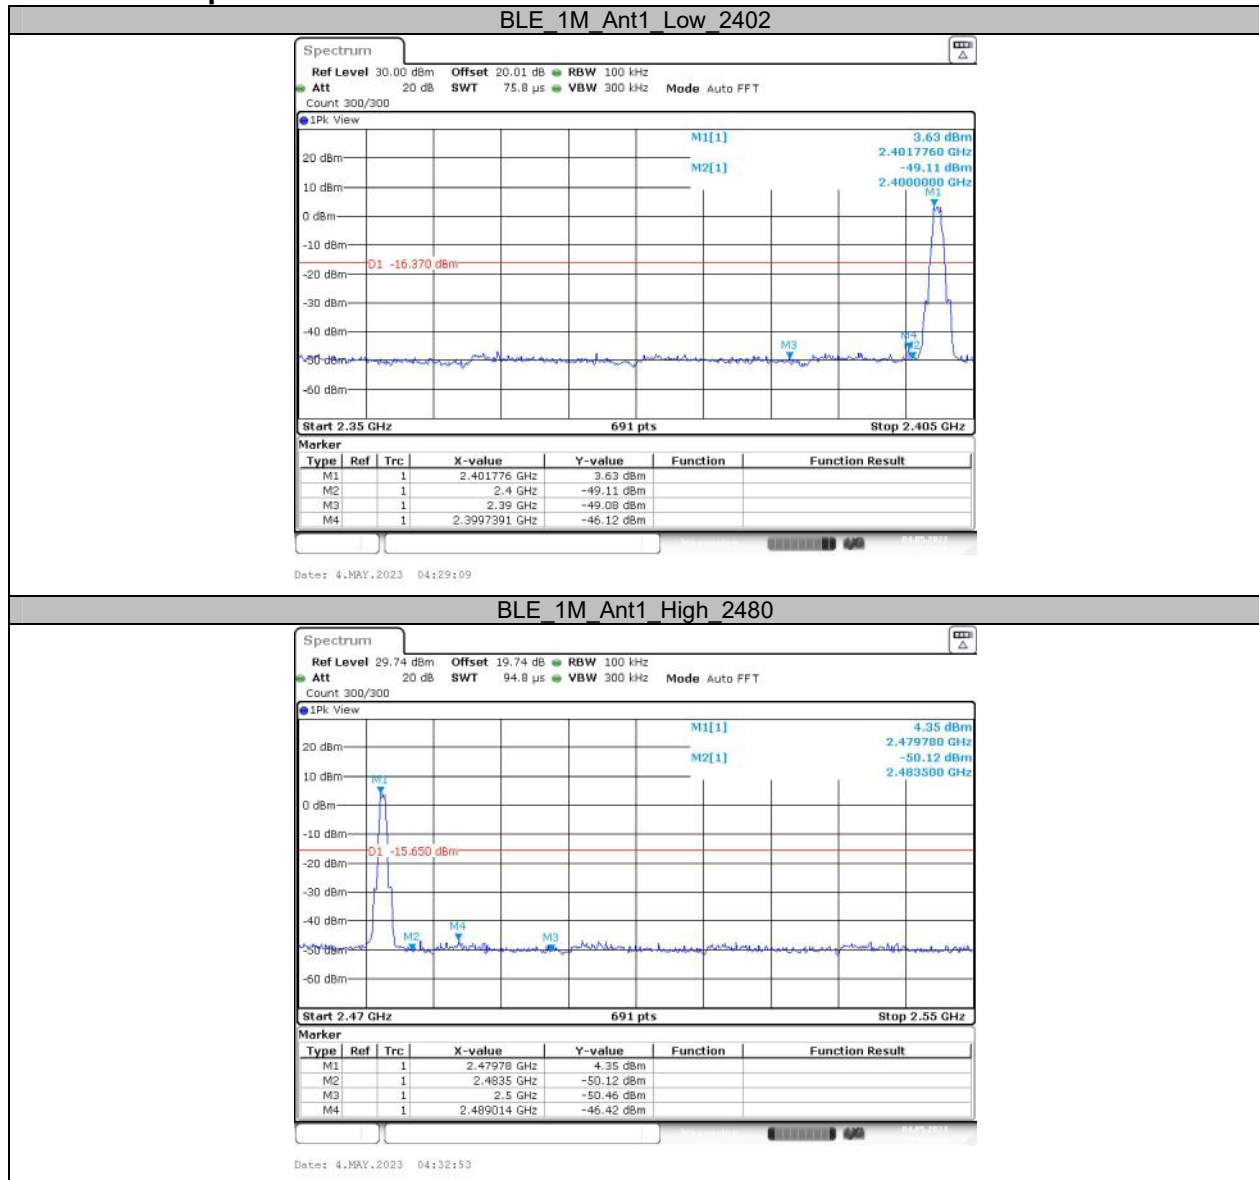 BLE_1M_Ant1_Low_2402
Spectrum
Ref Level 30.00 dBm Offset 20.01 dB RBW 100 kHz
Att 20 dB SWT 75.8 µs VBW 300 kHz Mode Auto FFT
Count 300/300
1Pk View
M1[1] 3.63 dBm
2.4017760 GHz
M2[1] -49.11 dBm
2.4000000 GHz
20 dBm
10 dBm
M1
0 dBm
-10 dBm
D1 -16.370 dBm
-20 dBm
-30 dBm
-40 dBm
M3
M4
M2
-50 dBm
-60 dBm
Start 2.35 GHz 691 pts Stop 2.405 GHz
Marker
Type Ref Trc X-value Y-value Function Function Result
M1 1 2.401776 GHz 3.63 dBm
M2 1 2.4 GHz -49.11 dBm
M3 1 2.39 GHz -49.08 dBm
M4 1 2.3997391 GHz -46.12 dBm
Date: 4.MAY.2023 04:29:09
BLE_1M_Ant1_High_2480
Spectrum
Ref Level 29.74 dBm Offset 19.74 dB RBW 100 kHz
Att 20 dB SWT 94.8 µs VBW 300 kHz Mode Auto FFT
Count 300/300
1Pk View
M1[1] 4.35 dBm
2.479780 GHz
M2[1] -50.12 dBm
2.483500 GHz
20 dBm
10 dBm
M1
0 dBm
-10 dBm
D1 -15.650 dBm
-20 dBm
-30 dBm
-40 dBm
M2
M4
M3
-50 dBm
-60 dBm
Start 2.47 GHz 691 pts Stop 2.55 GHz
Marker
Type Ref Trc X-value Y-value Function Function Result
M1 1 2.47978 GHz 4.35 dBm
M2 1 2.4835 GHz -50.12 dBm
M3 1 2.5 GHz -50.46 dBm
M4 1 2.489014 GHz -46.42 dBm
Date: 4.MAY.2023 04:32:53